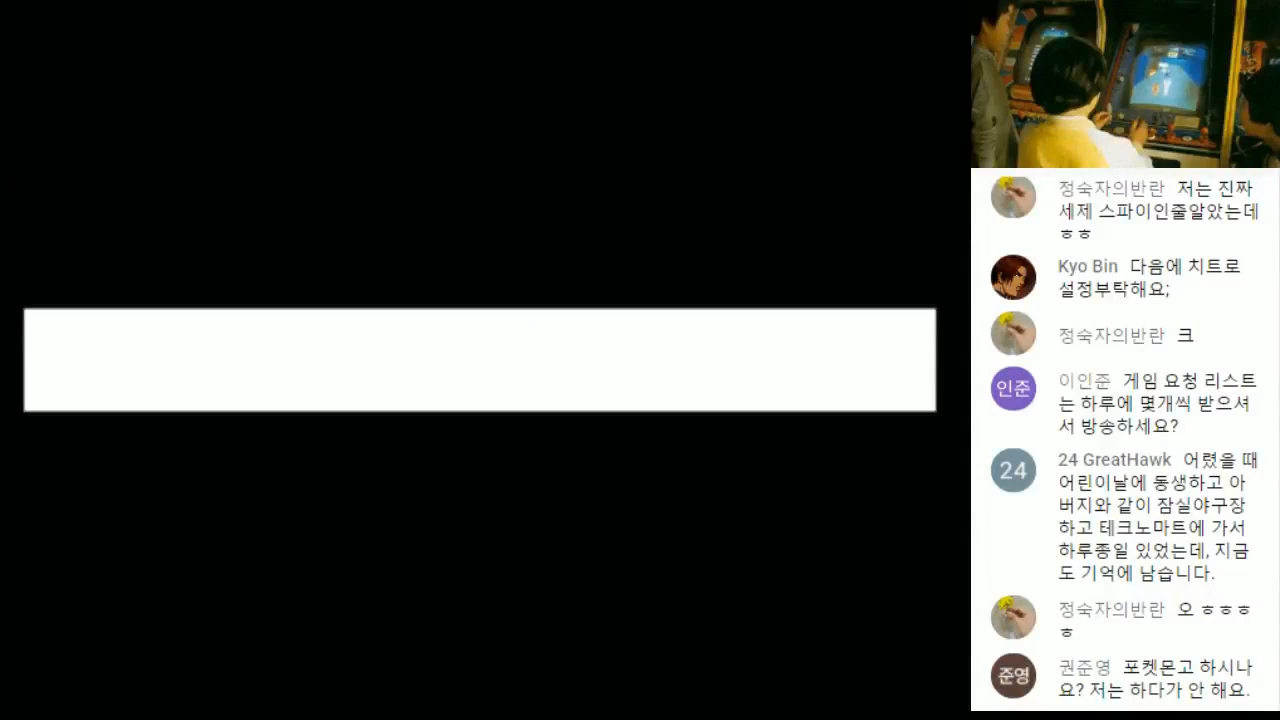 정숙자의반란 저는 진짜
세제 스파이인줄알았는데
ㅎㅎ
Kyo Bin 다음에 치트로
설정부탁해요;
정숙자의반란 크
인준 이인준 게임 요청 리스트
는 하루에 몇개씩 받으셔
서 방송하세요?
24 24 GreatHawk 어렸을 때
어린이날에 동생하고 아
버지와 같이 잠실야구장
하고 테크노마트에 가서
하루종일 있었는데, 지금
도 기억에 남습니다.
정숙자의반란 오 ㅎㅎㅎ
ㅎ
준영 권준영 포켓몬고 하시나
요? 저는 하다가 안 해요.